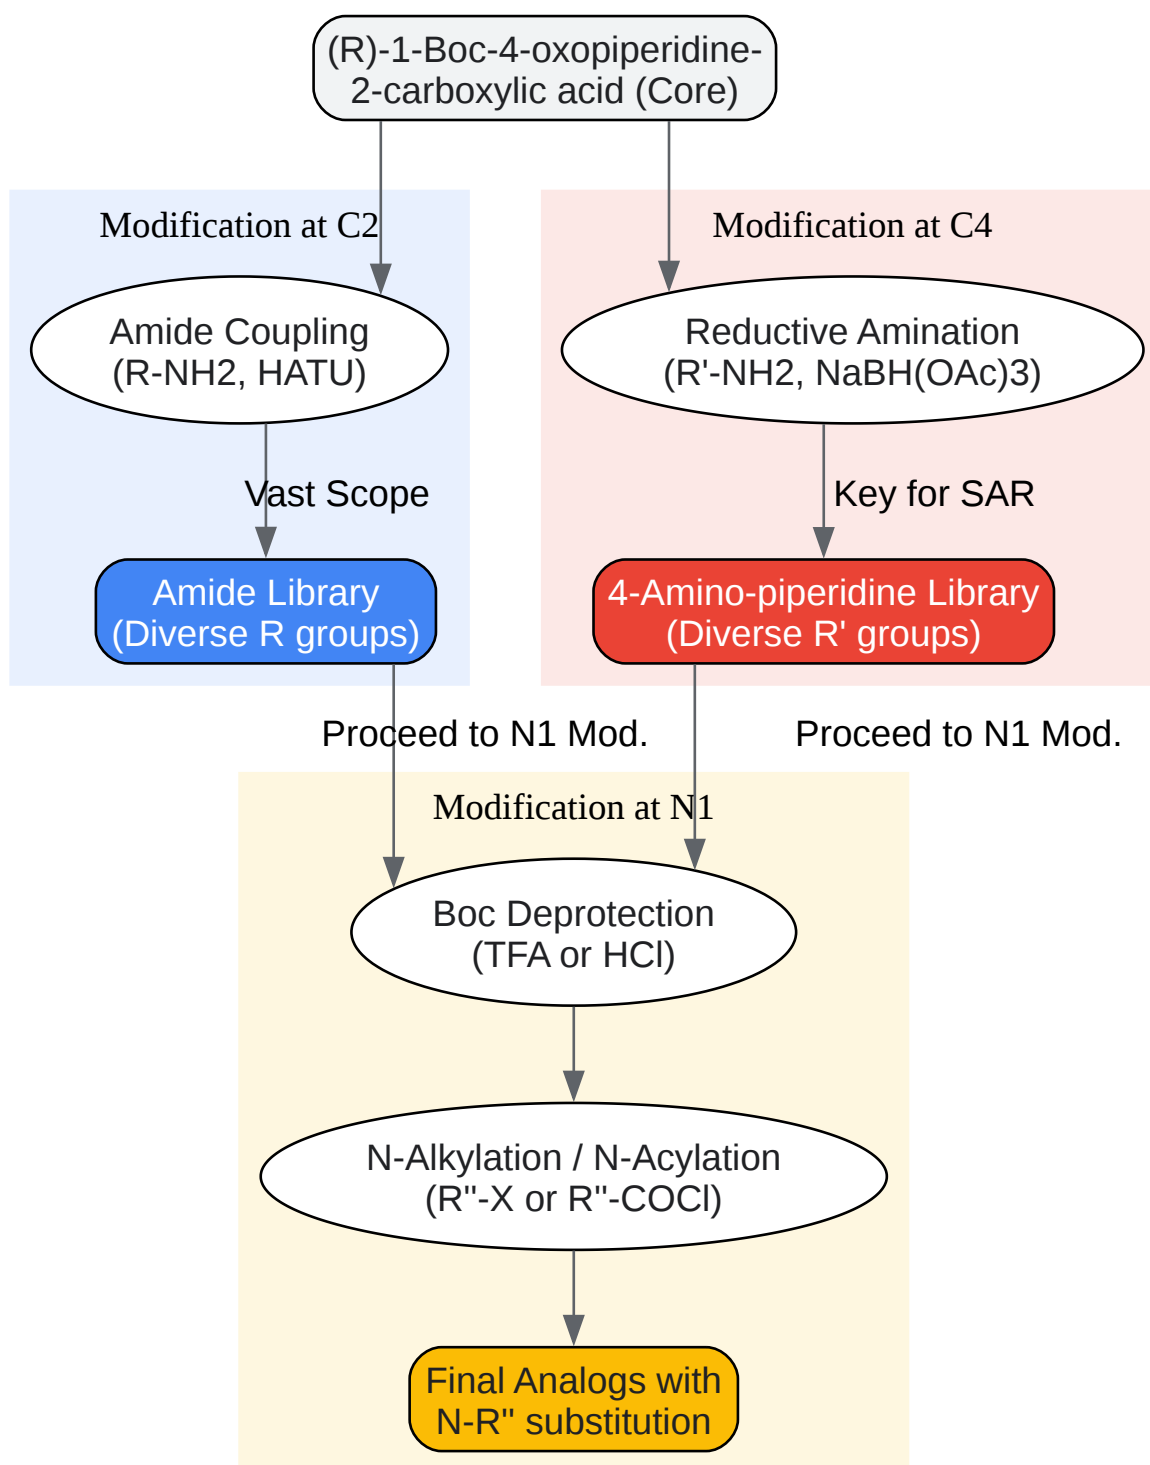 (R)-1-Boc-4-oxopiperidine-
2-carboxylic acid (Core)
Modification at C2
Modification at C4
Amide Coupling
(R-NH2, HATU)
Reductive Amination
(R'-NH2, NaBH(OAc)3)
Vast Scope
Key for SAR
Amide Library
(Diverse R groups)
4-Amino-piperidine Library
(Diverse R' groups)
Proceed to N1 Mod.
Proceed to N1 Mod.
Modification at N1
Boc Deprotection
(TFA or HCl)
N-Alkylation / N-Acylation
(R''-X or R''-COCl)
Final Analogs with
N-R'' substitution